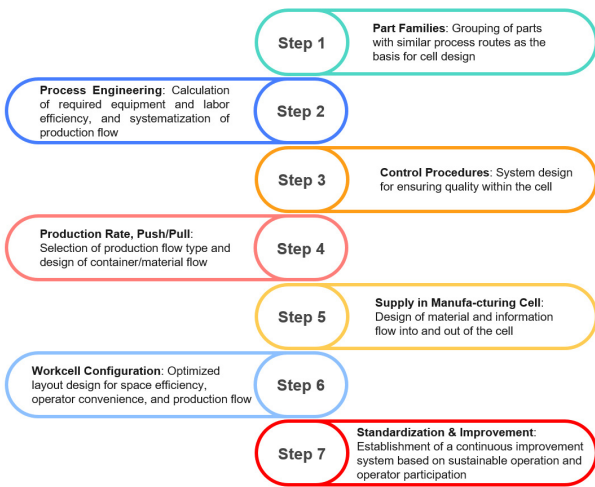 Step 1
Part Families: Grouping of parts
with similar process routes as the
basis for cell design
Process Engineering: Calculation
of required equipment and labor
efficiency, and systematization of
production flow
Step 2
Step 3
Control Procedures: System design
for ensuring quality within the cell
Production Rate, Push/Pull:
Selection of production flow type and
design of container/material flow
Step 4
Step 5
Supply in Manufa-cturing Cell:
Design of material and information
flow into and out of the cell
Workcell Configuration: Optimized
layout design for space efficiency,
operator convenience, and production flow
Step 6
Step 7
Standardization & Improvement:
Establishment of a continuous improvement
system based on sustainable operation and
operator participation